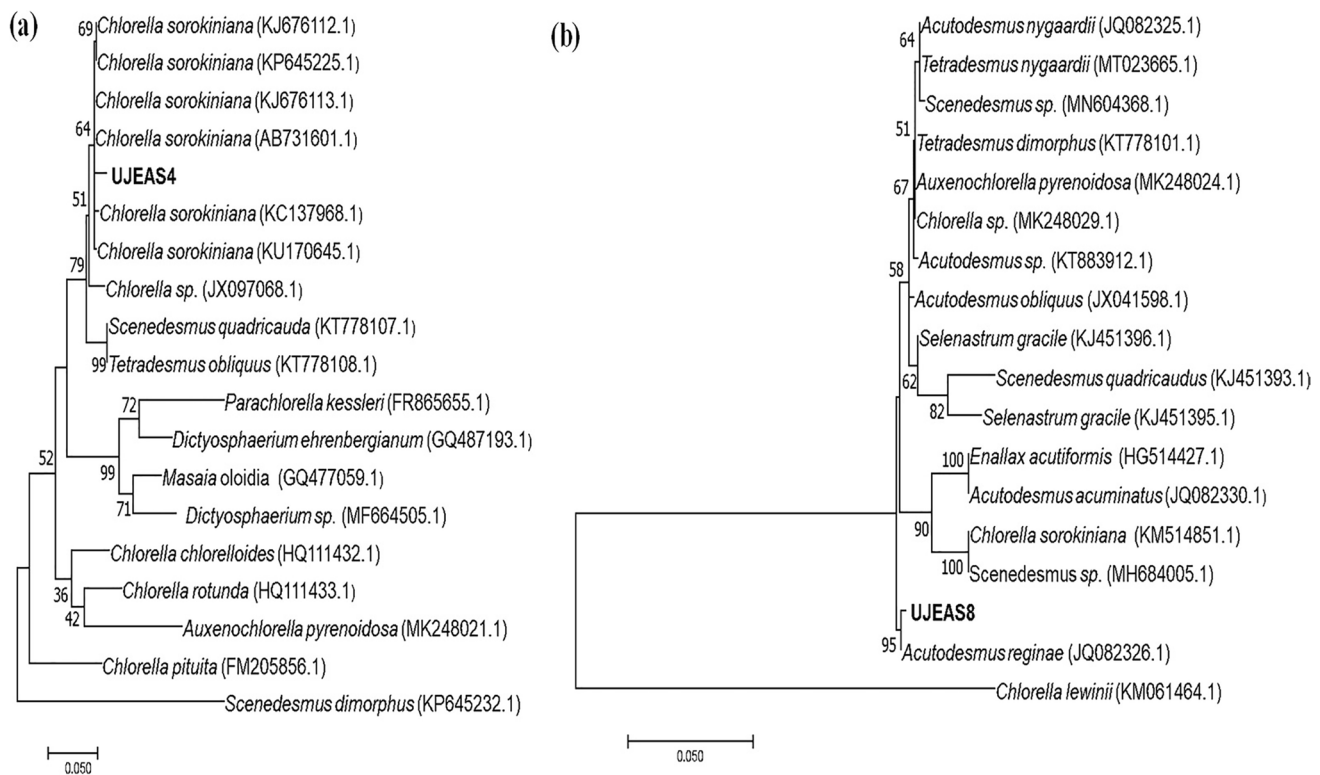 (a)
69
Chlorella sorokiniana (KJ676112.1)
Chlorella sorokiniana (KP645225.1)
Chlorella sorokiniana (KJ676113.1)
64
Chlorella sorokiniana (AB731601.1)
UJEAS4
51
Chlorella sorokiniana (KC137968.1)
Chlorella sorokiniana (KU170645.1)
79
Chlorella sp. (JX097068.1)
Scenedesmus quadricauda (KT778107.1)
99
Tetradesmus obliquus (KT778108.1)
72
Parachlorella kessleri (FR865655.1)
Dictyosphaerium ehrenbergianum (GQ487193.1)
52
99
Masaia oloidia (GQ477059.1)
71
Dictyosphaerium sp. (MF664505.1)
Chlorella chlorelloides (HQ111432.1)
36
Chlorella rotunda (HQ111433.1)
42
Auxenochlorella pyrenoidosa (MK248021.1)
Chlorella pituita (FM205856.1)
Scenedesmus dimorphus (KP645232.1)
0.050
(b)
Acutodesmus nygaardii (JQ082325.1)
64
Tetradesmus nygaardii (MT023665.1)
Scenedesmus sp. (MN604368.1)
51
Tetradesmus dimorphus (KT778101.1)
67
Auxenochlorella pyrenoidosa (MK248024.1)
Chlorella sp. (MK248029.1)
58
Acutodesmus sp. (KT883912.1)
Acutodesmus obliquus (JX041598.1)
Selenastrum gracile (KJ451396.1)
62
Scenedesmus quadricaudus (KJ451393.1)
82
Selenastrum gracile (KJ451395.1)
100
Enallax acutiformis (HG514427.1)
Acutodesmus acuminatus (JQ082330.1)
90
Chlorella sorokiniana (KM514851.1)
100
Scenedesmus sp. (MH684005.1)
UJEAS8
95
Acutodesmus reginae (JQ082326.1)
Chlorella lewinii (KM061464.1)
0.050